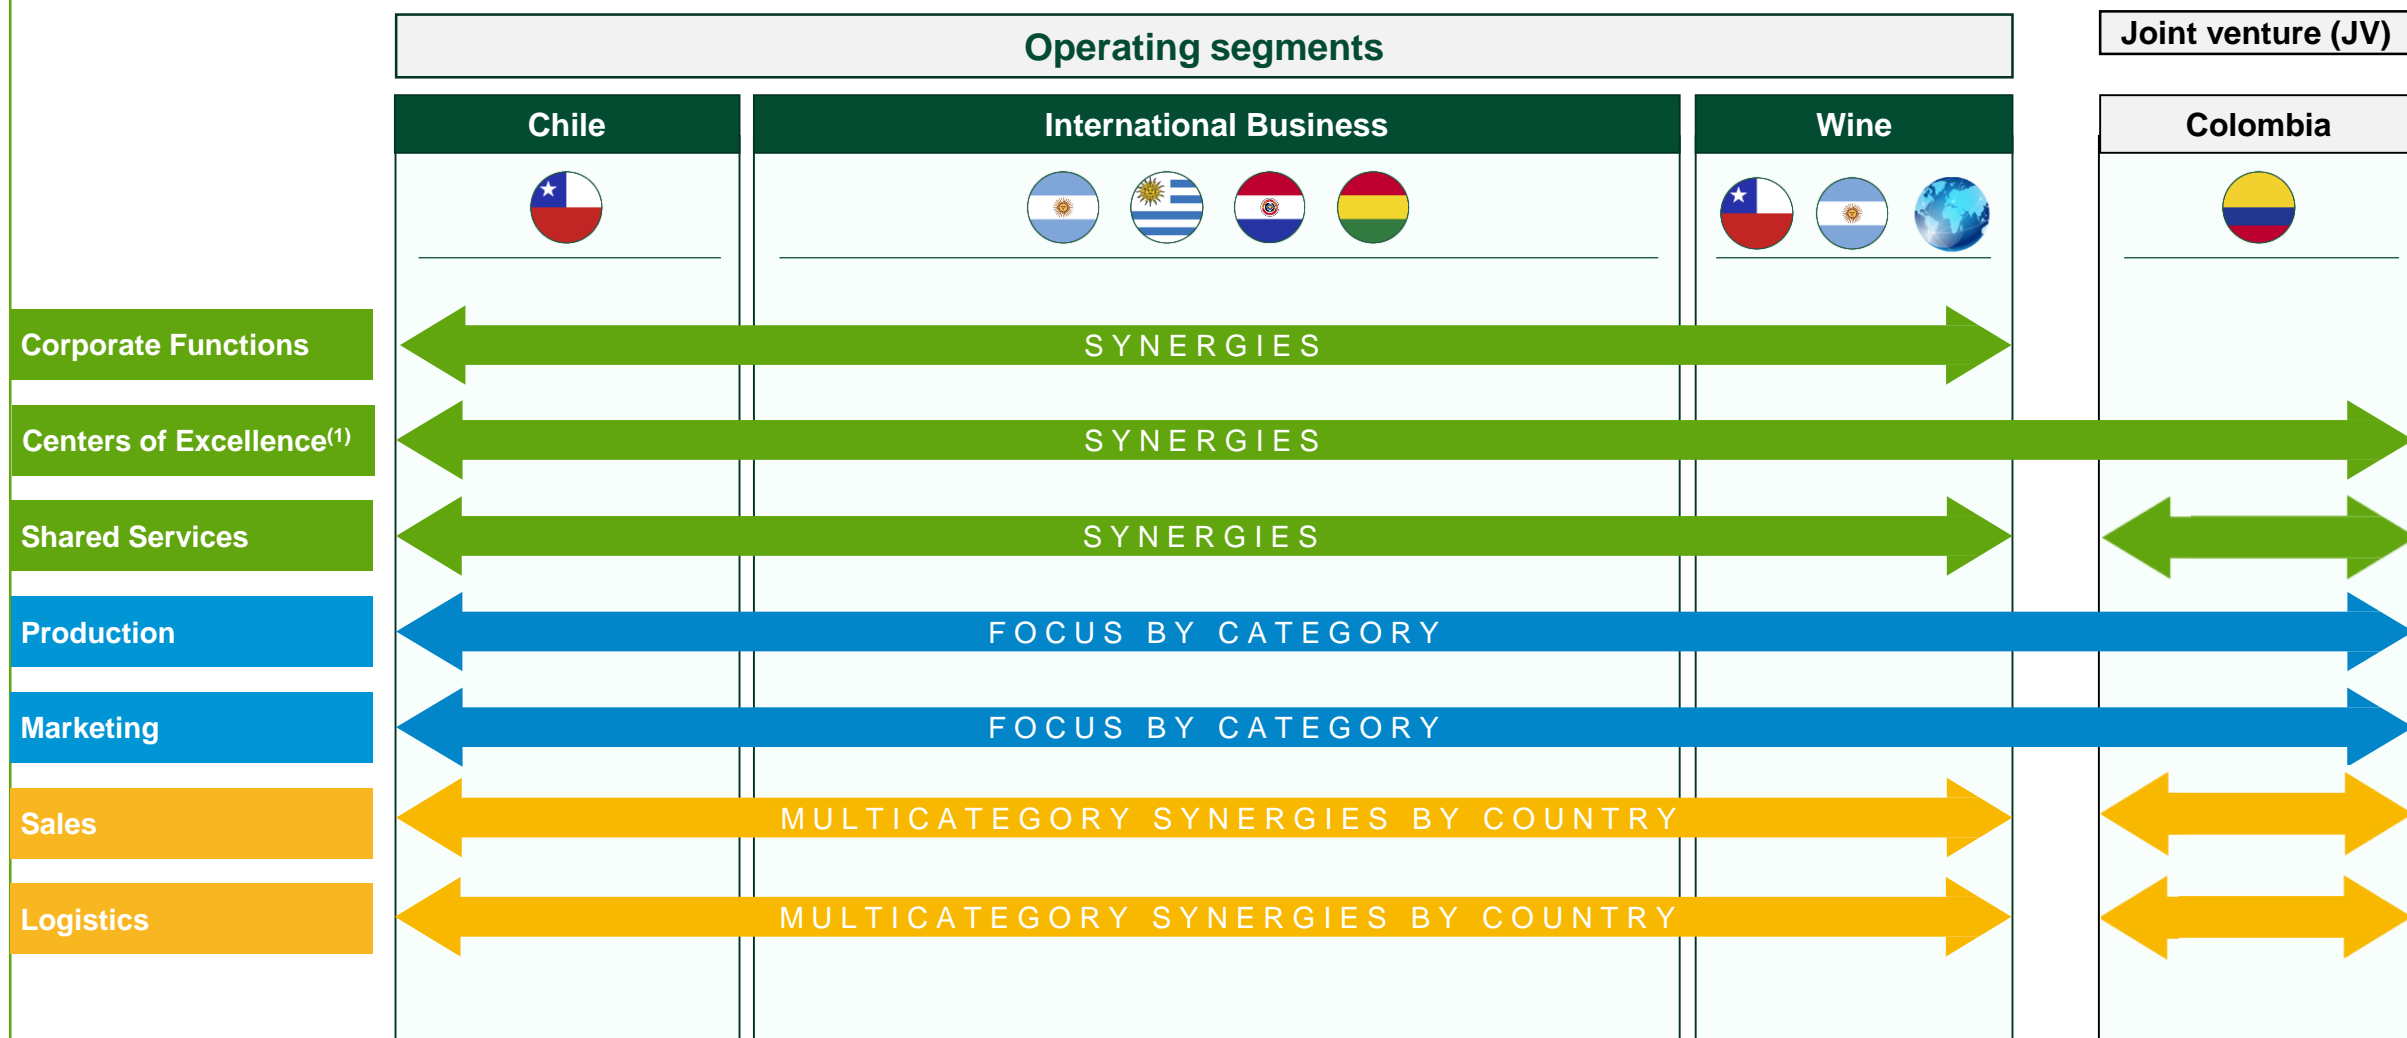 Operating segments
Joint venture (JV)
Chile
International Business
Wine
Colombia
Corporate Functions
SYNERGIES
Centers of Excellence(1)
SYNERGIES
Shared Services
SYNERGIES
Production
FOCUS BY CATEGORY
Marketing
FOCUS BY CATEGORY
Sales
MULTICATEGORY SYNERGIES BY COUNTRY
Logistics
MULTICATEGORY SYNERGIES BY COUNTRY